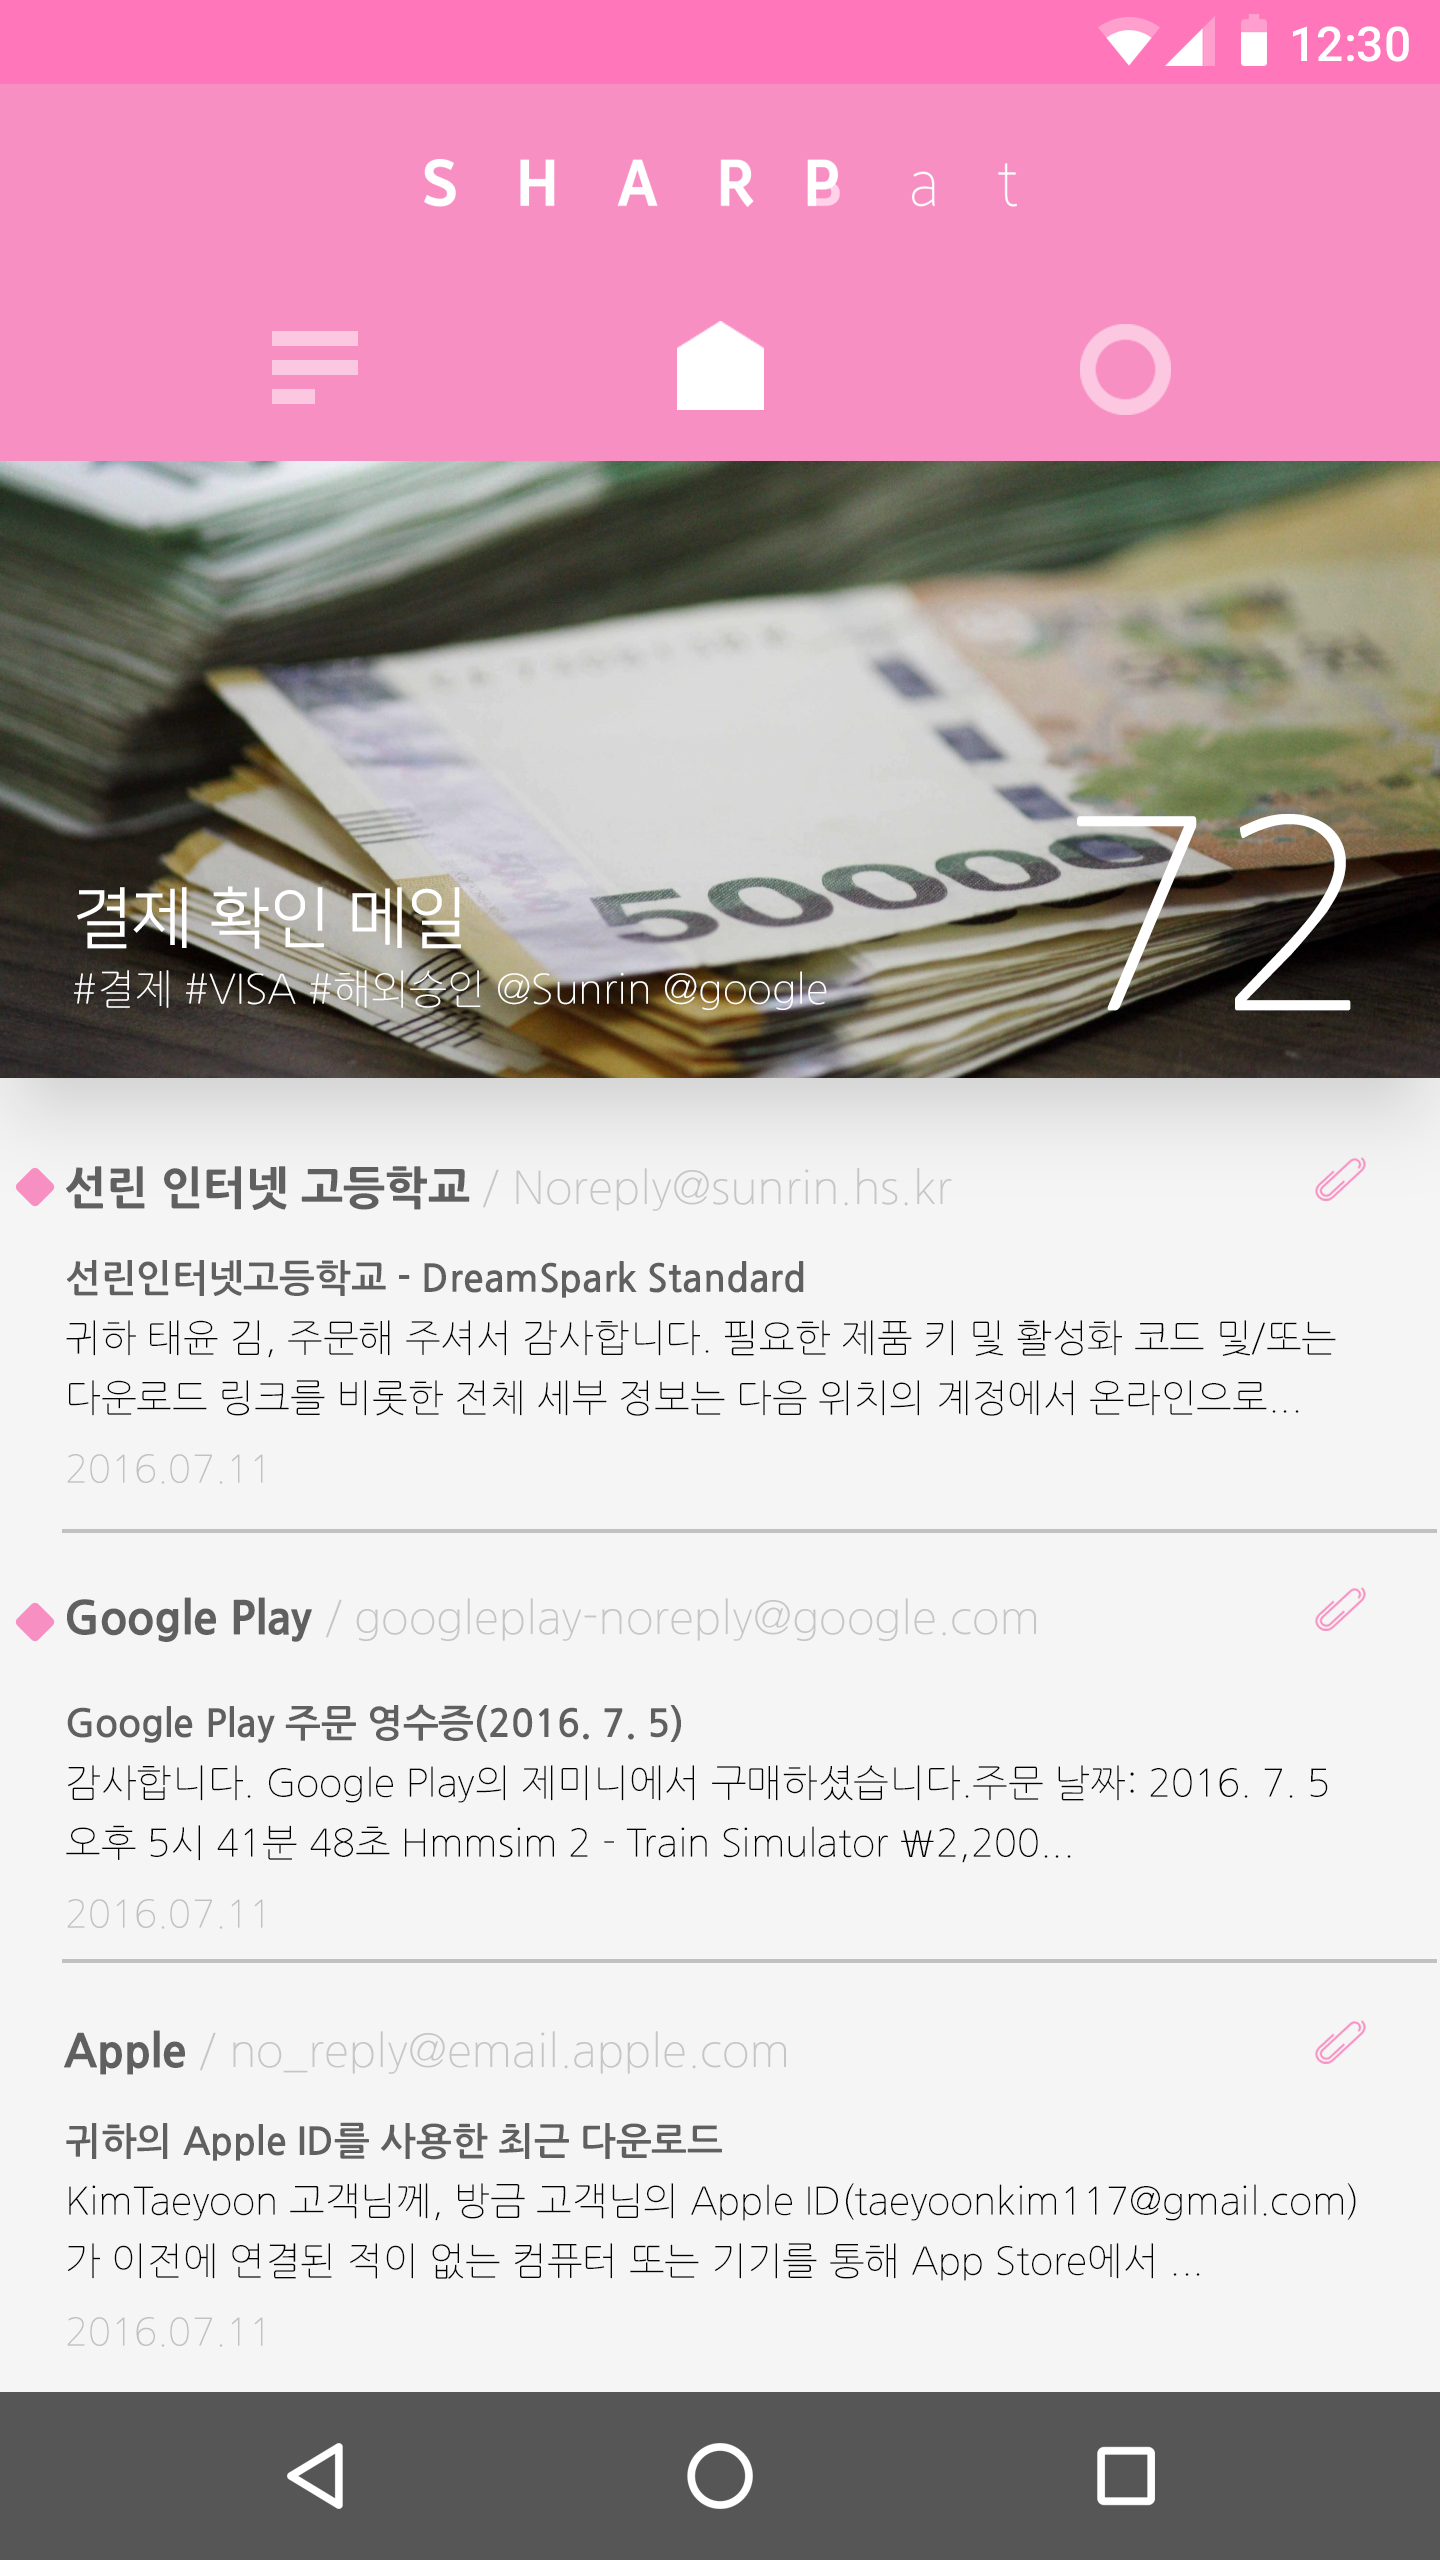 12:30
SHARBat
50000
결제 확인 메일
72
#결제 #VISA #해외승인 @Sunrin @google
선린 인터넷 고등학교 / Noreply@sunrin.hs.kr
선린인터넷고등학교 - DreamSpark Standard
귀하 태윤 김, 주문해 주셔서 감사합니다. 필요한 제품 키 및 활성화 코드 및/또는
다운로드 링크를 비롯한 전체 세부 정보는 다음 위치의 계정에서 온라인으로...
2016.07.11
Google Play / googleplay-noreply@google.com
Google Play 주문 영수증(2016. 7. 5)
감사합니다. Google Play의 제미니에서 구매하셨습니다.주문 날짜: 2016. 7. 5
오후 5시 41분 48초 Hmmsim 2 - Train Simulator ₩2,200...
2016.07.11
Apple / no_reply@email.apple.com
귀하의 Apple ID를 사용한 최근 다운로드
KimTaeyoon 고객님께, 방금 고객님의 Apple ID(taeyoonkim117@gmail.com)
가 이전에 연결된 적이 없는 컴퓨터 또는 기기를 통해 App Store에서 ...
2016.07.11